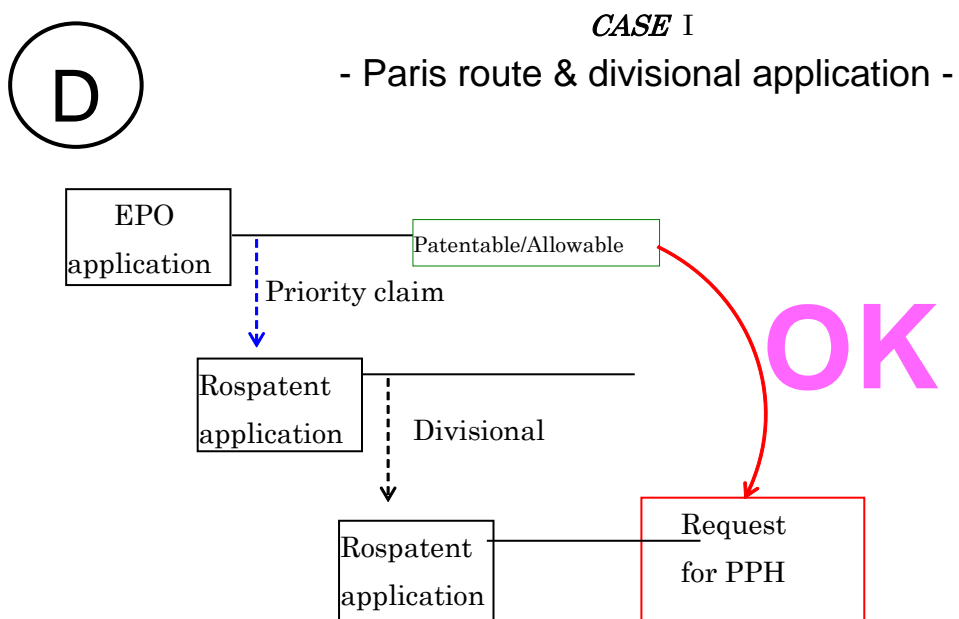 CASE I
D
- Paris route & divisional application -
EPO
application
Patentable/Allowable
Priority claim
OK
Rospatent
application
Divisional
Rospatent
application
Request
for PPH